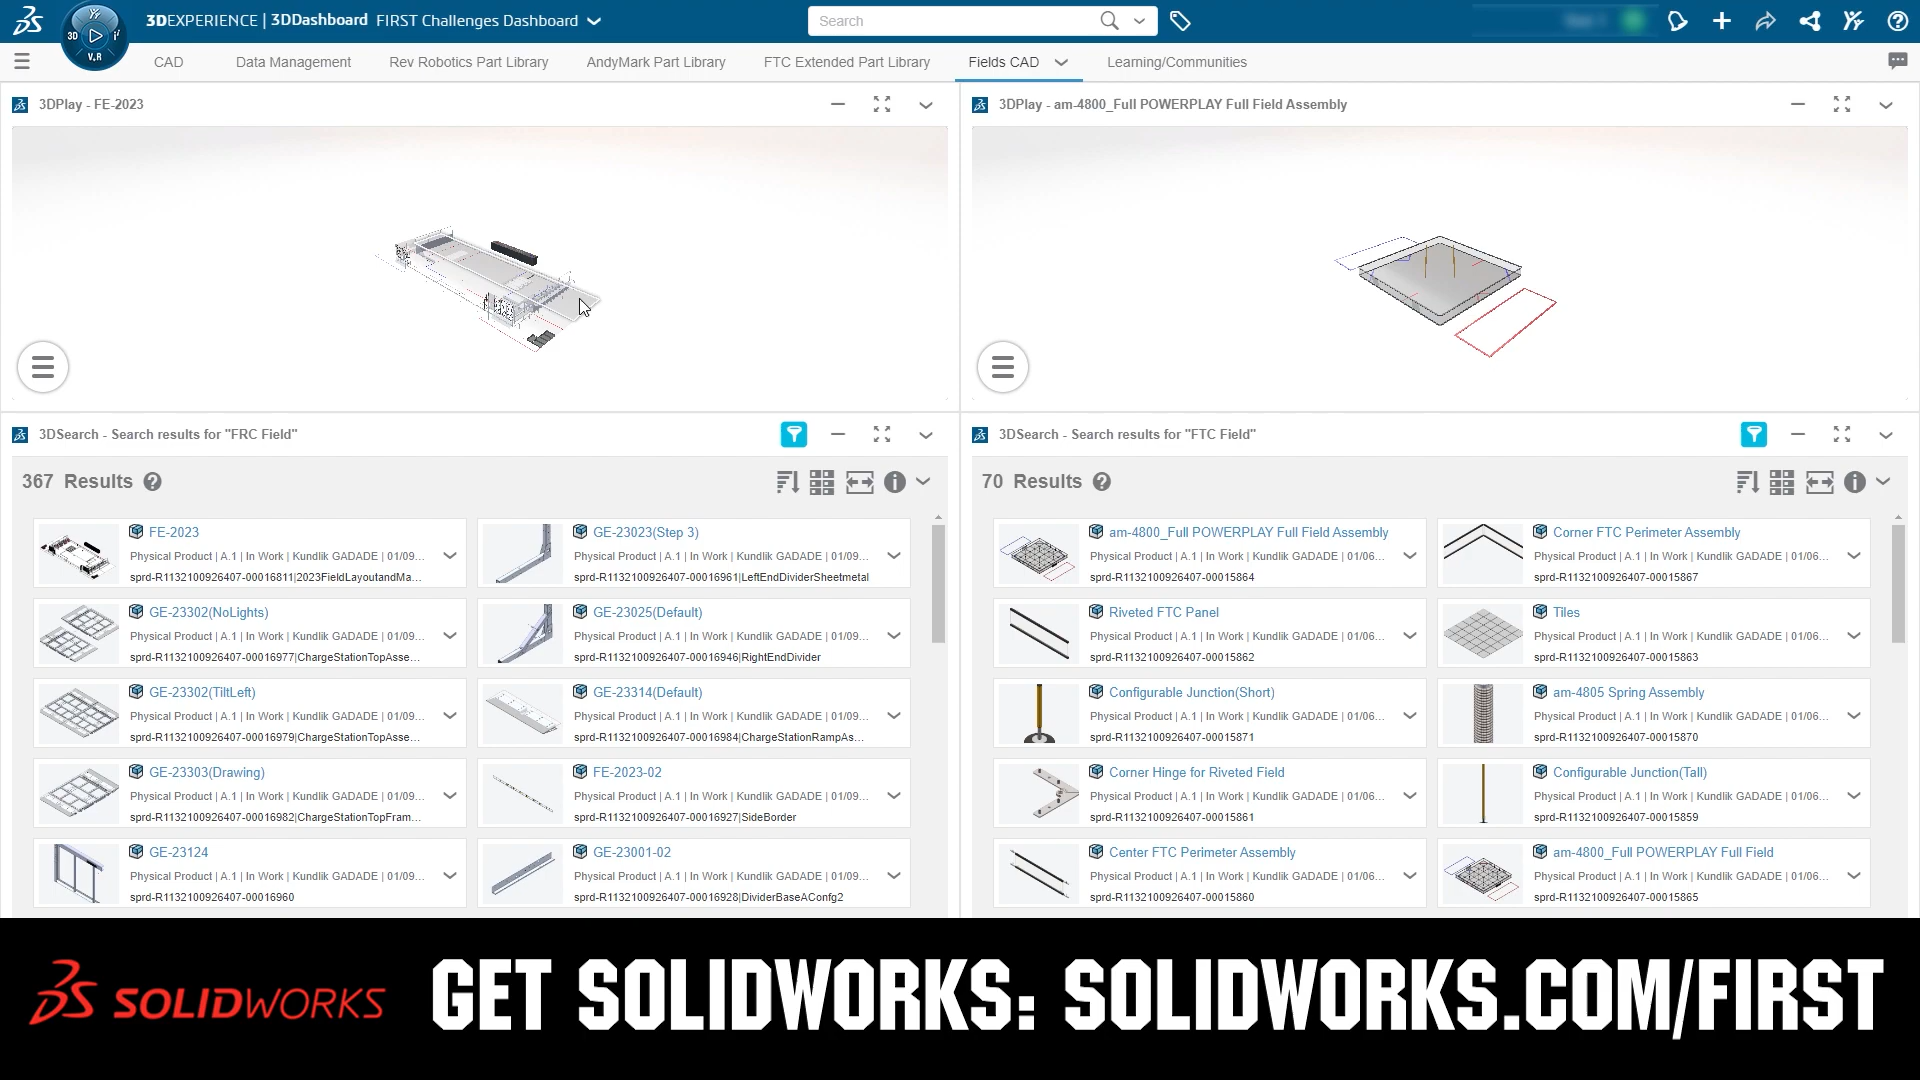 3DEXPERIENCE | 3DDashboard FIRST Challenges Dashboard
Search
3D
V.R
CAD
Data Management
Rev Robotics Part Library
AndyMark Part Library
FTC Extended Part Library
Fields CAD
Learning/Communities
3DPlay - FE-2023
3DPlay - am-4800_Full POWERPLAY Full Field Assembly
3DSearch - Search results for "FRC Field"
3DSearch - Search results for "FTC Field"
367 Results
70 Results
FE-2023
Physical Product | A.1 | In Work | Kundlik GADADE | 01/09...
sprd-R1132100926407-00016811|2023FieldLayoutandMa...
GE-23023(Step 3)
Physical Product | A.1 | In Work | Kundlik GADADE | 01/09...
sprd-R1132100926407-00016961|LeftEndDividerSheetmetal
GE-23302(NoLights)
Physical Product | A.1 | In Work | Kundlik GADADE | 01/09...
sprd-R1132100926407-00016977|ChargeStationTopAsse...
GE-23025(Default)
Physical Product | A.1 | In Work | Kundlik GADADE | 01/09...
sprd-R1132100926407-00016946|RightEndDivider
GE-23302(TiltLeft)
Physical Product | A.1 | In Work | Kundlik GADADE | 01/09...
sprd-R1132100926407-00016979|ChargeStationTopAsse...
GE-23314(Default)
Physical Product | A.1 | In Work | Kundlik GADADE | 01/09...
sprd-R1132100926407-00016984|ChargeStationRampAs...
GE-23303(Drawing)
Physical Product | A.1 | In Work | Kundlik GADADE | 01/09...
sprd-R1132100926407-00016982|ChargeStationTopFram...
FE-2023-02
Physical Product | A.1 | In Work | Kundlik GADADE | 01/09...
sprd-R1132100926407-00016927|SideBorder
GE-23124
Physical Product | A.1 | In Work | Kundlik GADADE | 01/09...
sprd-R1132100926407-00016960
GE-23001-02
Physical Product | A.1 | In Work | Kundlik GADADE | 01/09...
sprd-R1132100926407-00016928|DividerBaseAConfg2
am-4800_Full POWERPLAY Full Field Assembly
Physical Product | A.1 | In Work | Kundlik GADADE | 01/06...
sprd-R1132100926407-00015864
Corner FTC Perimeter Assembly
Physical Product | A.1 | In Work | Kundlik GADADE | 01/06...
sprd-R1132100926407-00015867
Riveted FTC Panel
Physical Product | A.1 | In Work | Kundlik GADADE | 01/06...
sprd-R1132100926407-00015862
Tiles
Physical Product | A.1 | In Work | Kundlik GADADE | 01/06...
sprd-R1132100926407-00015863
Configurable Junction(Short)
Physical Product | A.1 | In Work | Kundlik GADADE | 01/06...
sprd-R1132100926407-00015871
am-4805 Spring Assembly
Physical Product | A.1 | In Work | Kundlik GADADE | 01/06...
sprd-R1132100926407-00015870
Corner Hinge for Riveted Field
Physical Product | A.1 | In Work | Kundlik GADADE | 01/06...
sprd-R1132100926407-00015861
Configurable Junction(Tall)
Physical Product | A.1 | In Work | Kundlik GADADE | 01/06...
sprd-R1132100926407-00015859
Center FTC Perimeter Assembly
Physical Product | A.1 | In Work | Kundlik GADADE | 01/06...
sprd-R1132100926407-00015860
am-4800_Full POWERPLAY Full Field
Physical Product | A.1 | In Work | Kundlik GADADE | 01/06...
sprd-R1132100926407-00015865
SOLIDWORKS GET SOLIDWORKS: SOLIDWORKS.COM/FIRST